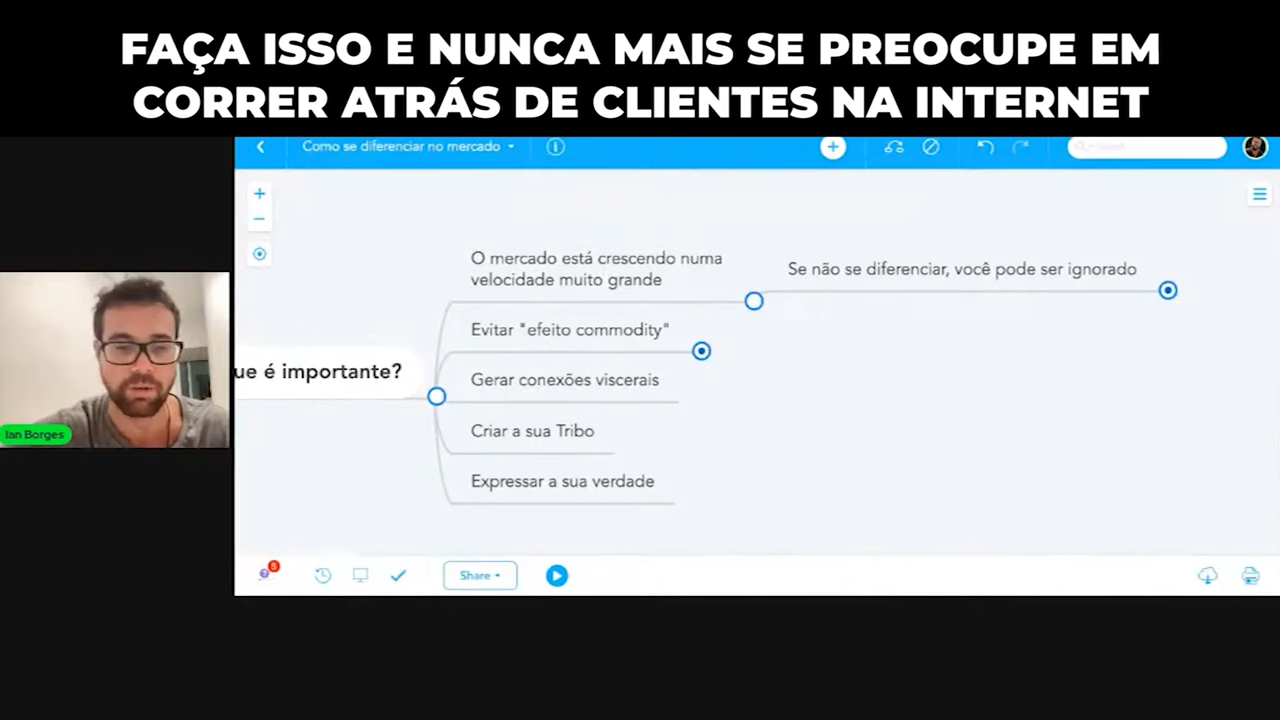 FAÇA ISSO E NUNCA MAIS SE PREOCUPE EM
CORRER ATRÁS DE CLIENTES NA INTERNET
Como se diferenciar no mercado
O mercado está crescendo numa
velocidade muito grande
Se não se diferenciar, você pode ser ignorado
Evitar "efeito commodity"
ue é importante?
Gerar conexões viscerais
Criar a sua Tribo
Ian Borges
Expressar a sua verdade
5
Share